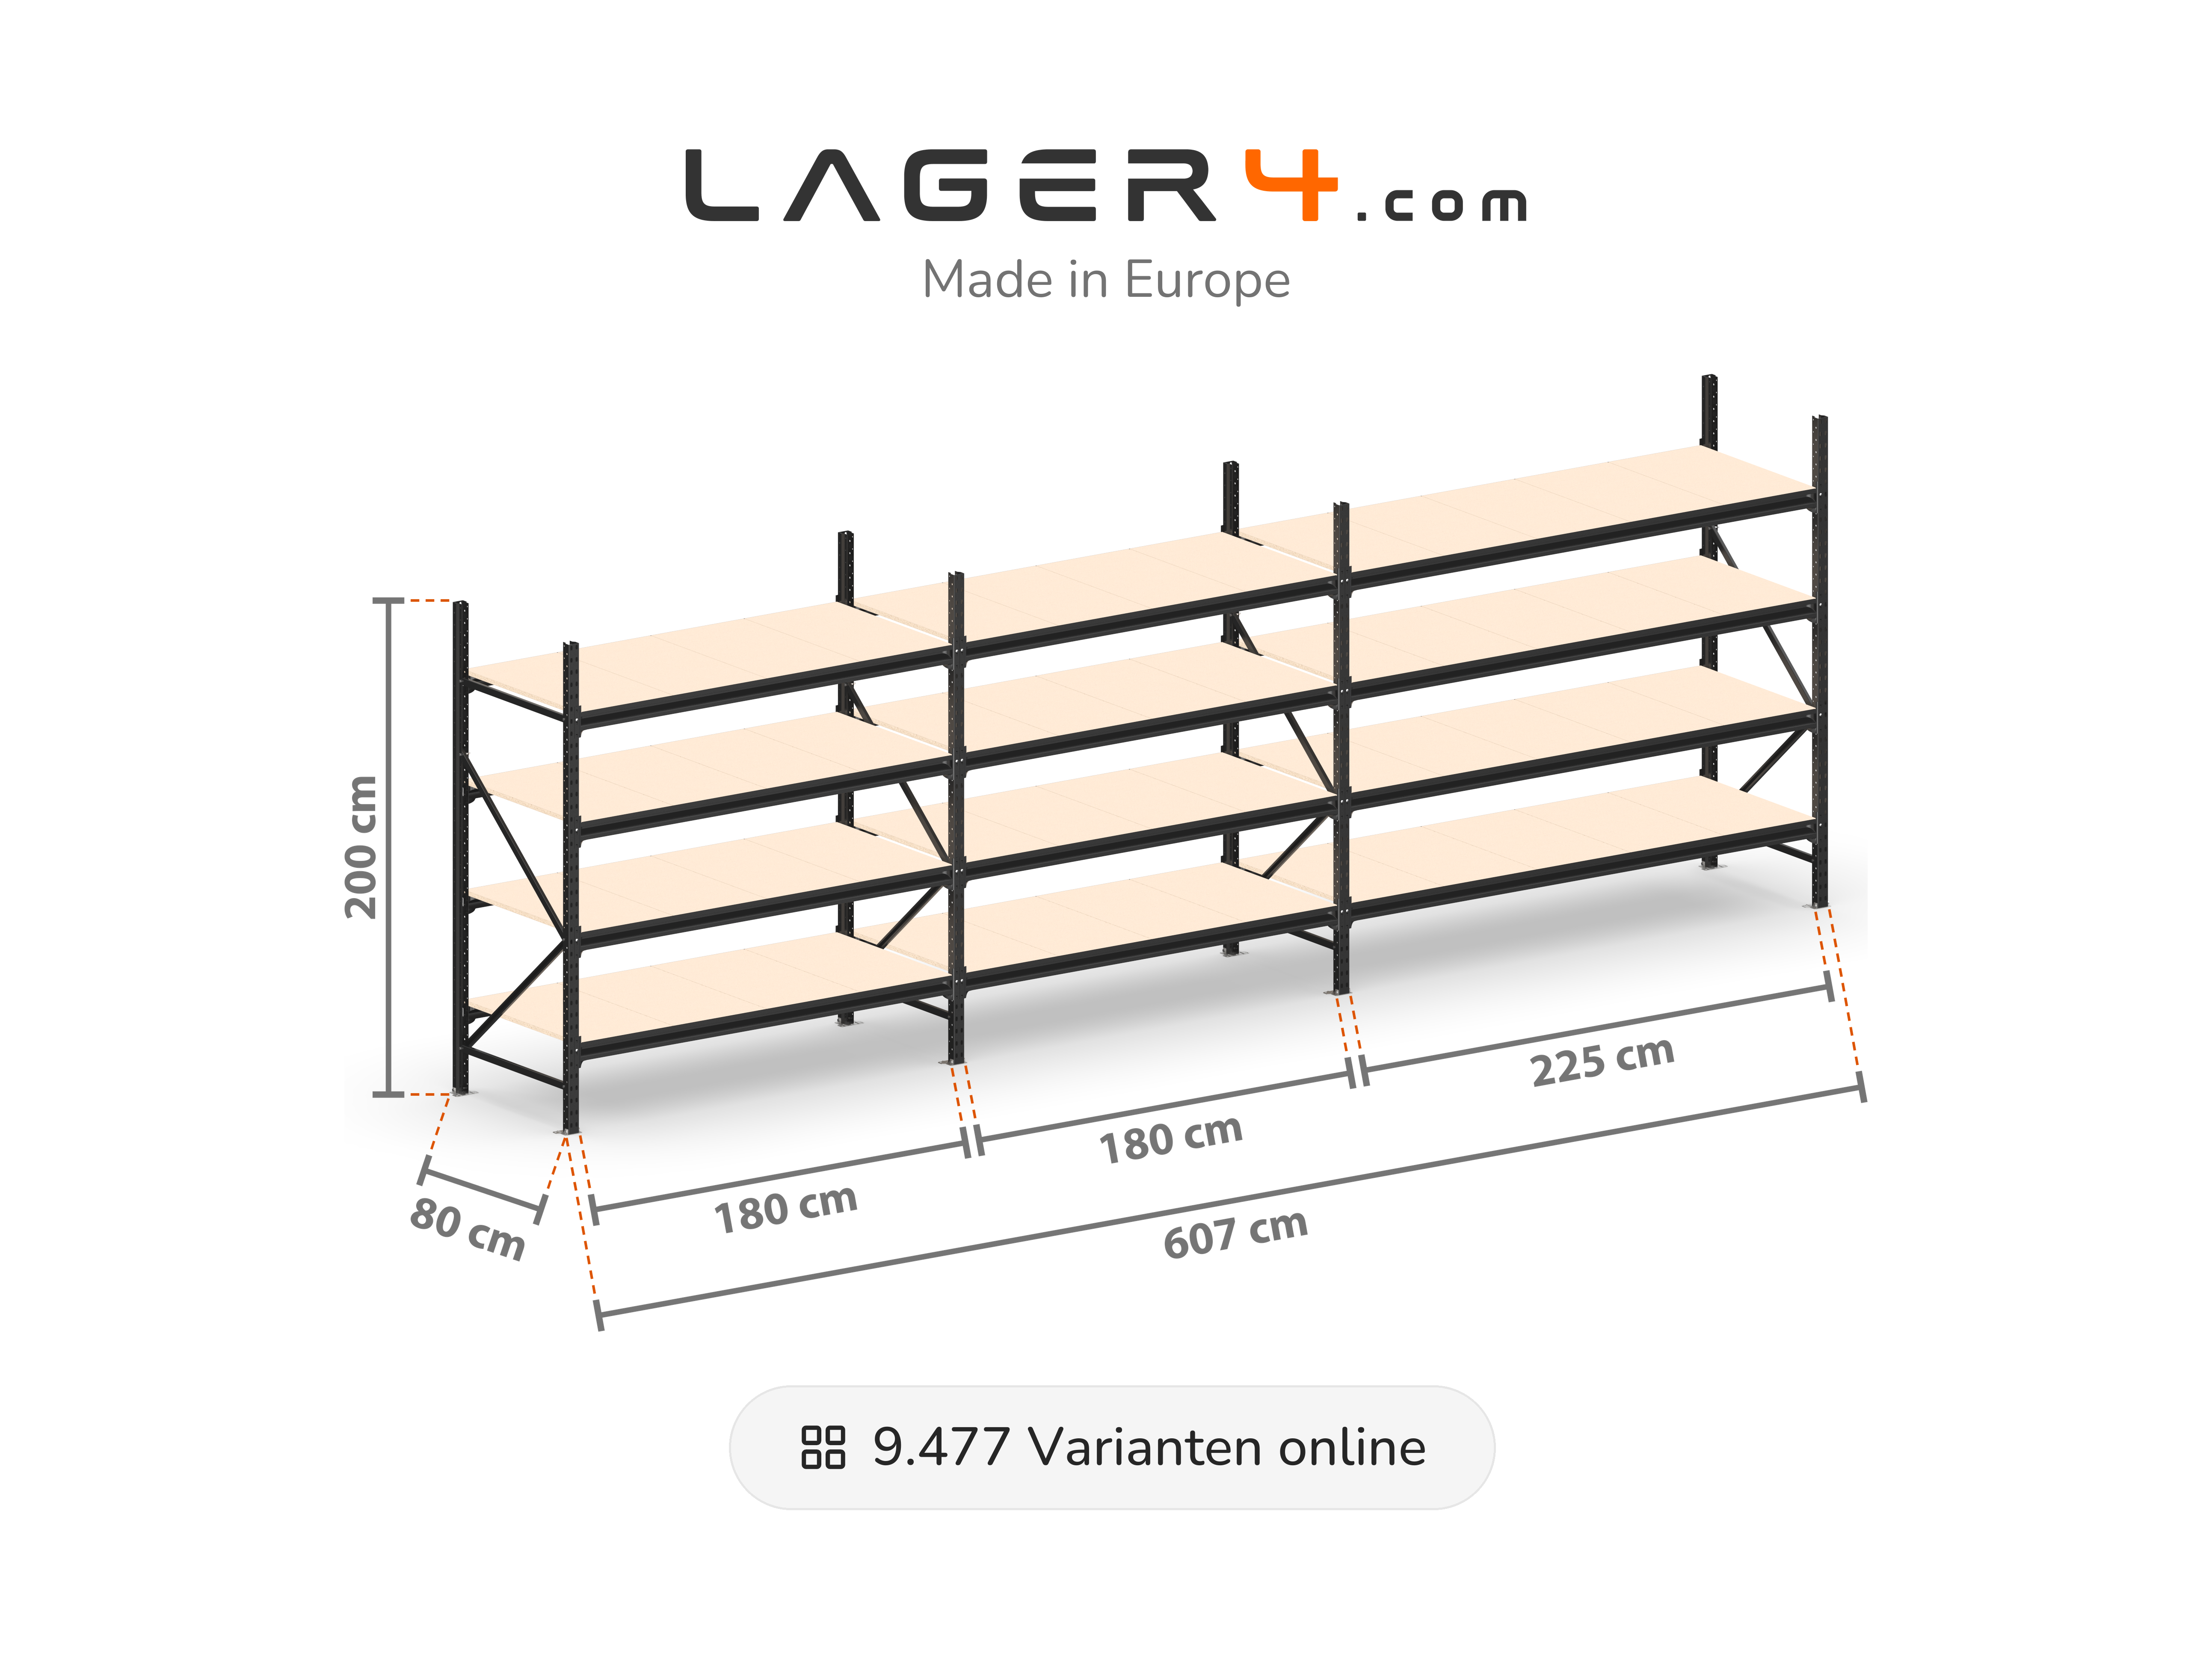 LAGER4.com
Made in Europe
200 cm
80 cm
180 cm
180 cm
225 cm
607 cm
9.477 Varianten online